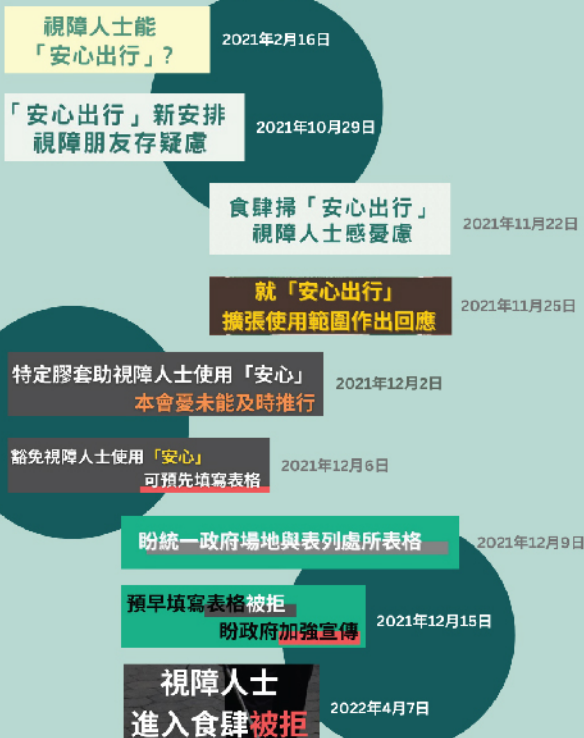 視障人士能
「安心出行」?
2021年2月16日
「安心出行」新安排
視障朋友存疑慮
2021年10月29日
食肆掃「安心出行」
視障人士感憂慮
2021年11月22日
就「安心出行」
擴張使用範圍作出回應
2021年11月25日
特定膠套助視障人士使用「安心」
本會憂未能及時推行
2021年12月2日
豁免視障人士使用「安心」
可預先填寫表格
2021年12月6日
盼統一政府場地與表列處所表格
2021年12月9日
預早填寫表格被拒
盼政府加強宣傳
2021年12月15日
視障人士
進入食肆被拒
2022年4月7日